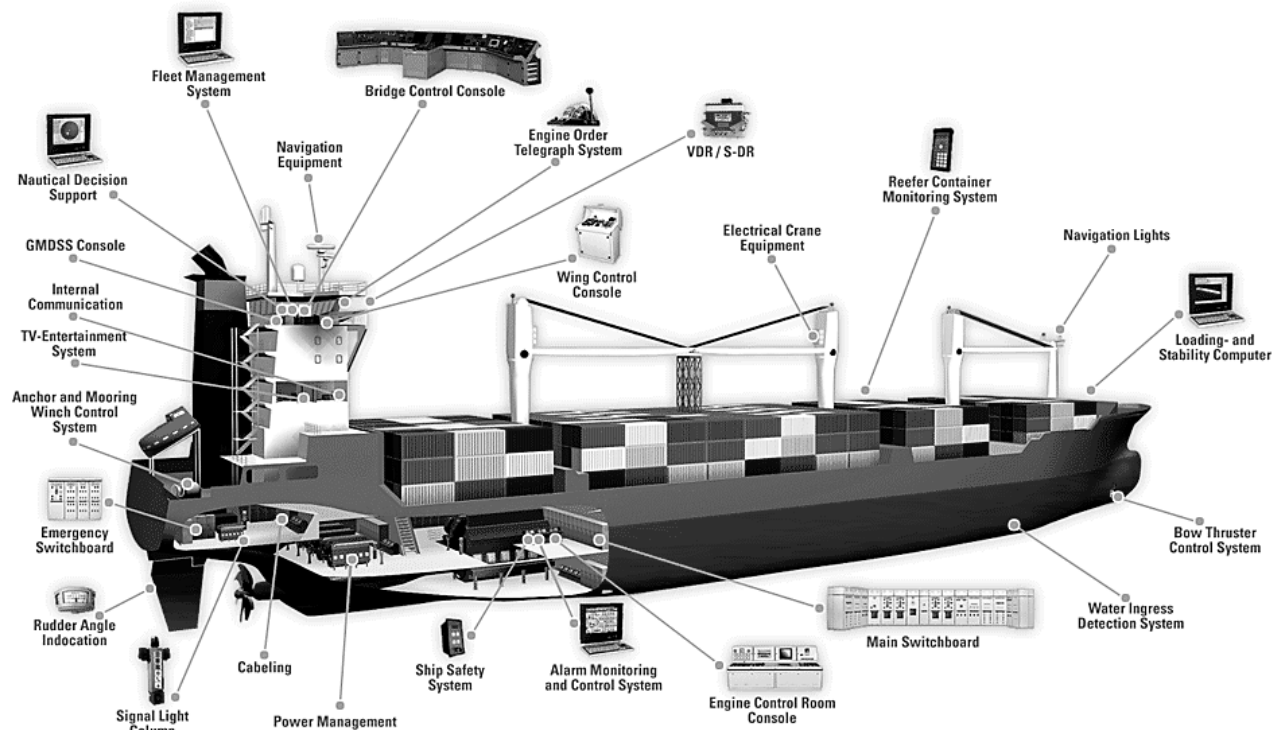 Fleet Management
System
Bridge Control Console
Engine Order
Telegraph System
VDR / S-DR
Navigation
Equipment
Nautical Decision
Support
Reefer Container
Monitoring System
GMDSS Console
Electrical Crane
Equipment
Navigation Lights
Wing Control
Console
Internal
Communication
TV-Entertainment
System
Loading- and
Stability Computer
Anchor and Mooring
Winch Control
System
Emergency
Switchboard
Bow Thruster
Control System
Rudder Angle
Indocation
Water Ingress
Detection System
Main Switchboard
Cabeling
Ship Safety
System
Alarm Monitoring
and Control System
Engine Control Room
Console
Signal Light
Column
Power Management